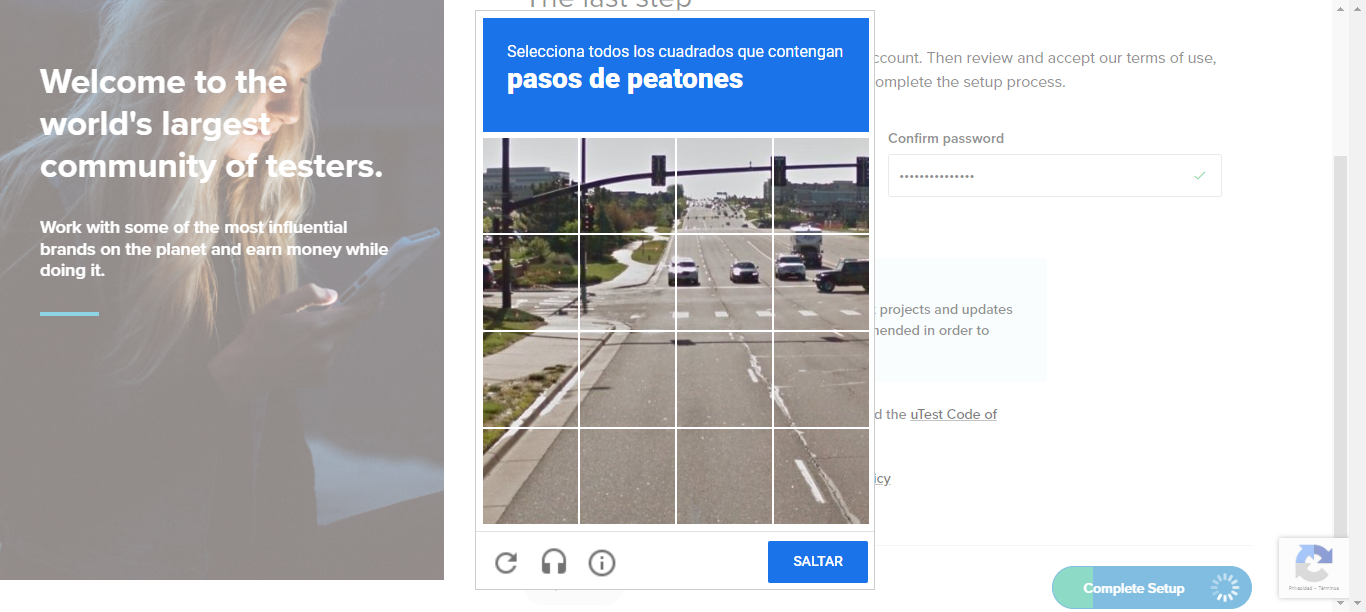 Welcome to the
world's largest
community of testers.
Work with some of the most influential
brands on the planet and earn money while
doing it.
The last step
Selecciona todos los cuadrados que contengan
pasos de peatones
SALTAR
ccount. Then review and accept our terms of use,
omplete the setup process.
Confirm password
projects and updates
nended in order to
d the uTest Code of
icy
Complete Setup
Privacidad - Términos